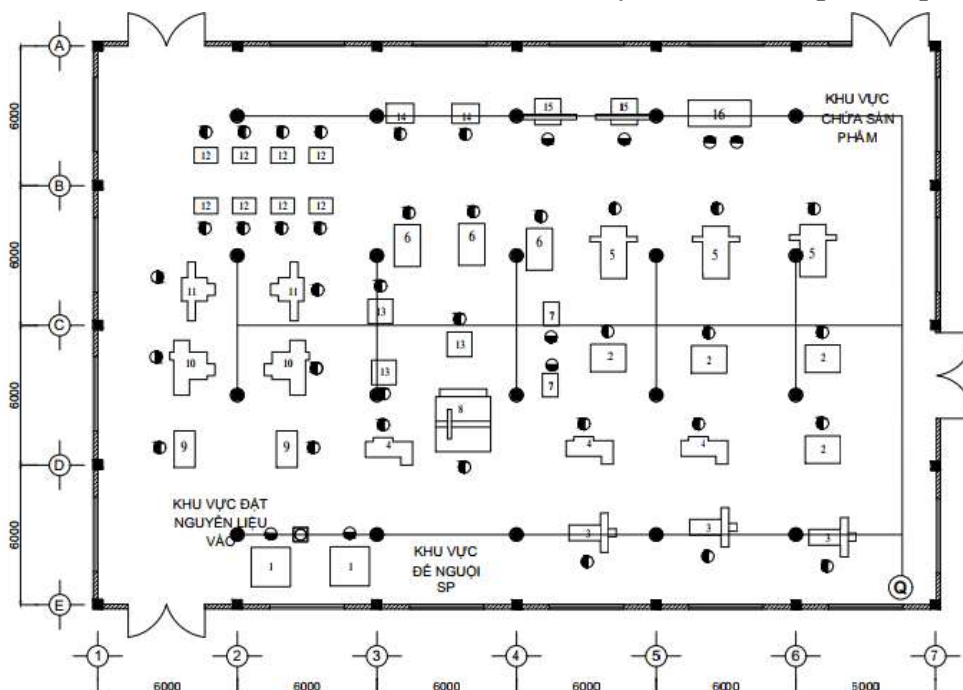 A
6000
15 15
14 14
16
KHU VỰC
CHỨA SẢN
PHẨM
12 12 12 12
B
12 12 12 12
6000
6 6 6
5 5 5
11 11
13
7
C
13
2 2 2
10 10
13
7
6000
8
9 9
4 4 4
2
D
KHU VỰC ĐẶT
NGUYÊN LIỆU
VÀO
6000
3 3 3
KHU VỰC
ĐỂ NGUỘI
SP
1 1
Q
E
1 2 3 4 5 6 7
6000 6000 6000 6000 6000 5000